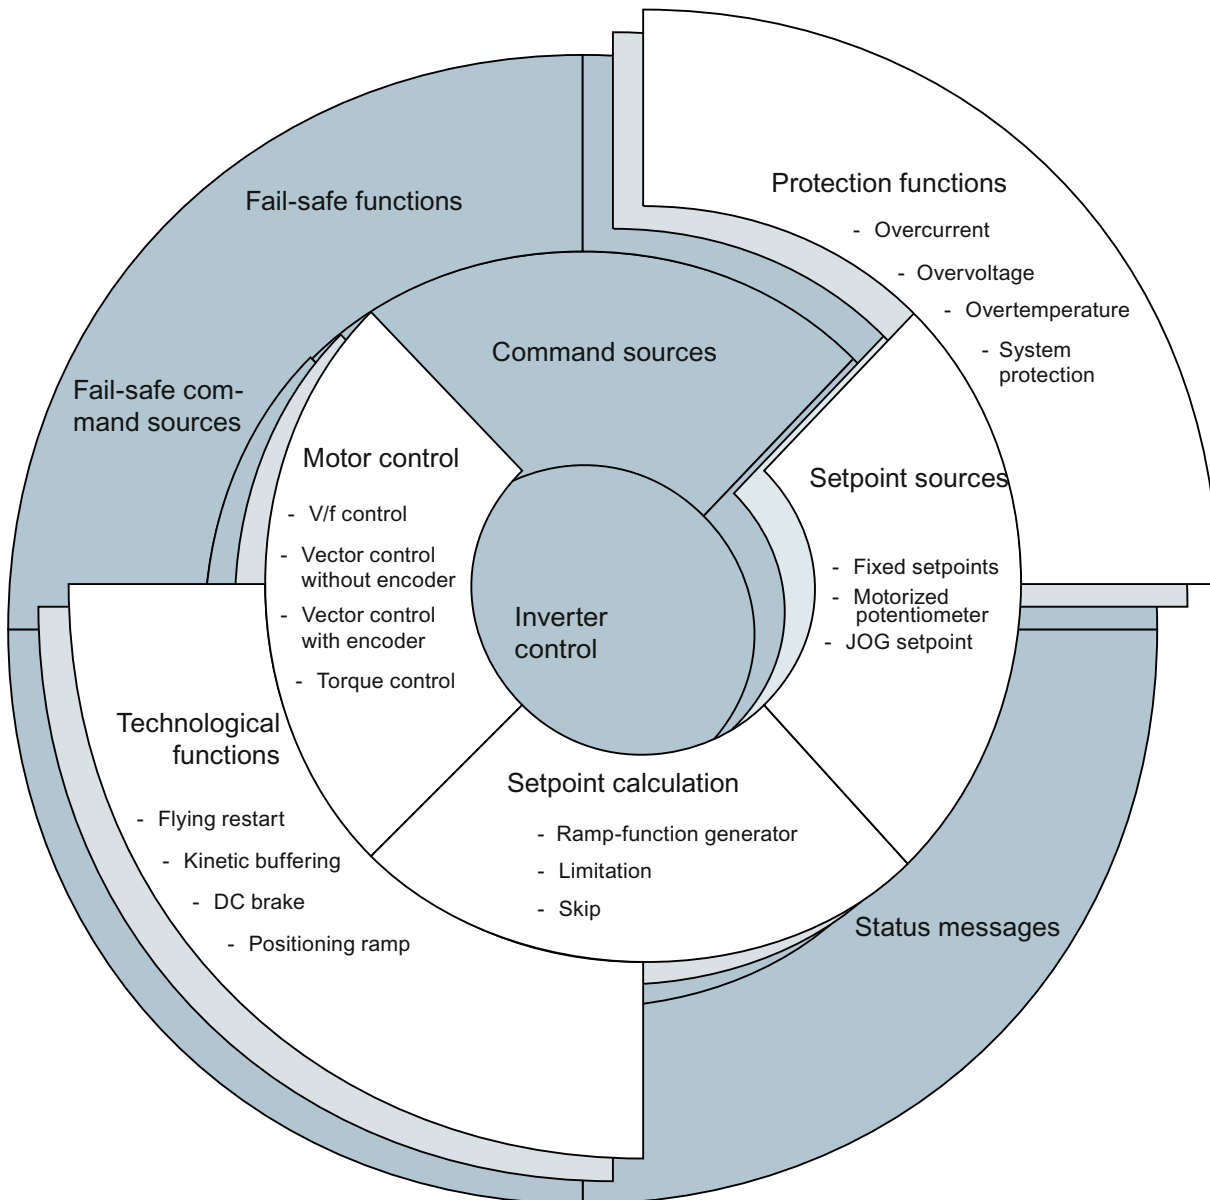 Protection functions
- Overcurrent
- Overvoltage
- Overtemperature
- System
protection
Fail-safe functions
Fail-safe com-
mand sources
Command sources
Motor control
- V/f control
- Vector control
without encoder
- Vector control
with encoder
- Torque control
Setpoint sources
- Fixed setpoints
- Motorized
potentiometer
- JOG setpoint
Inverter
control
Technological
functions
- Flying restart
- Kinetic buffering
- DC brake
- Positioning ramp
Setpoint calculation
- Ramp-function generator
- Limitation
- Skip
Status messages